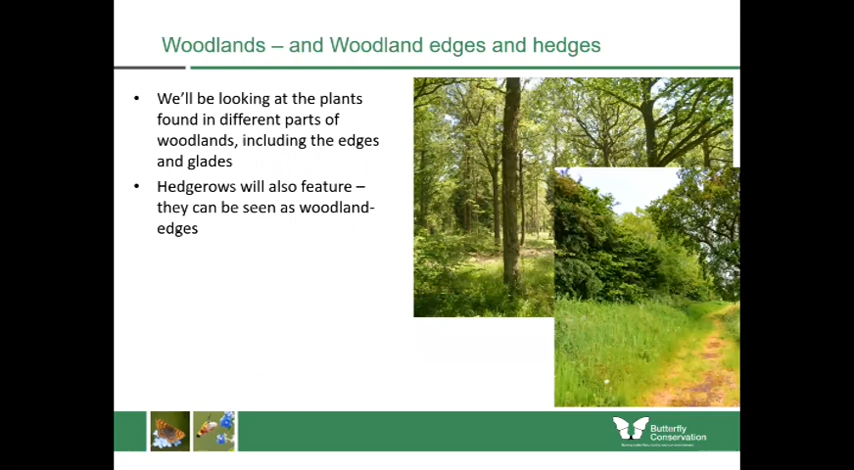 Woodlands – and Woodland edges and hedges
• We'll be looking at the plants
found in different parts of
woodlands, including the edges
and glades
• Hedgerows will also feature –
they can be seen as woodland-
edges
Butterfly
Conservation